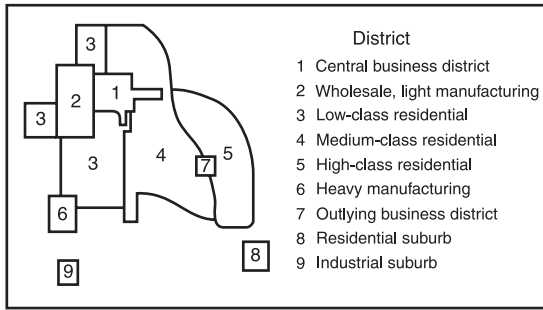 District
1 Central business district
2 Wholesale, light manufacturing
3 Low-class residential
4 Medium-class residential
5 High-class residential
6 Heavy manufacturing
7 Outlying business district
8 Residential suburb
9 Industrial suburb
3
1
2
3
3
4
5
7
6
8
9